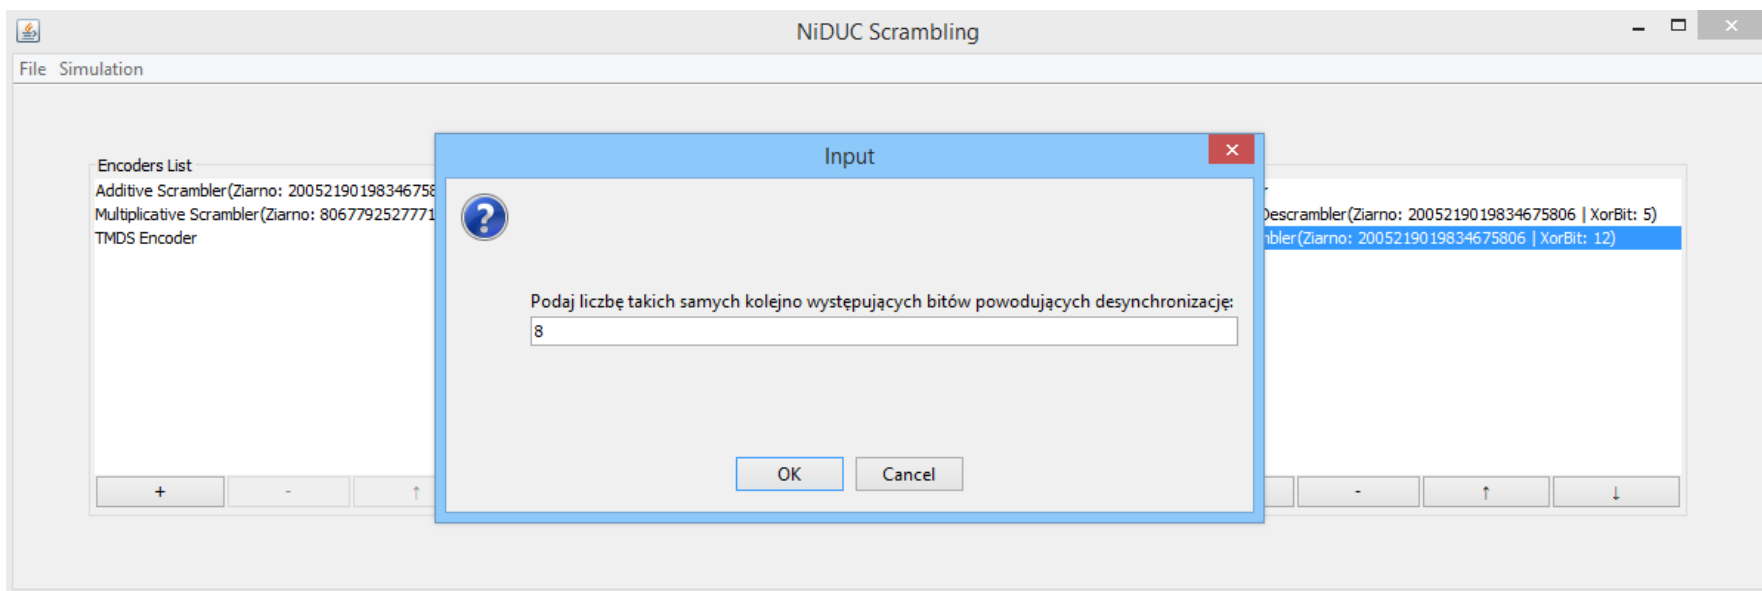 NiDUC Scrambling
File Simulation
Input
Encoders List
Additive Scrambler(Ziarno: 20052190198346758
Multiplicative Scrambler(Ziarno: 8067792527771
TMDS Encoder
Descrambler(Ziarno: 2005219019834675806 | XorBit: 5)
mbler(Ziarno: 2005219019834675806 | XorBit: 12)
Podaj liczbę takich samych kolejno występujących bitów powodujących desynchronizację:
8
OK Cancel
+ - ↑ - ↑ ↓